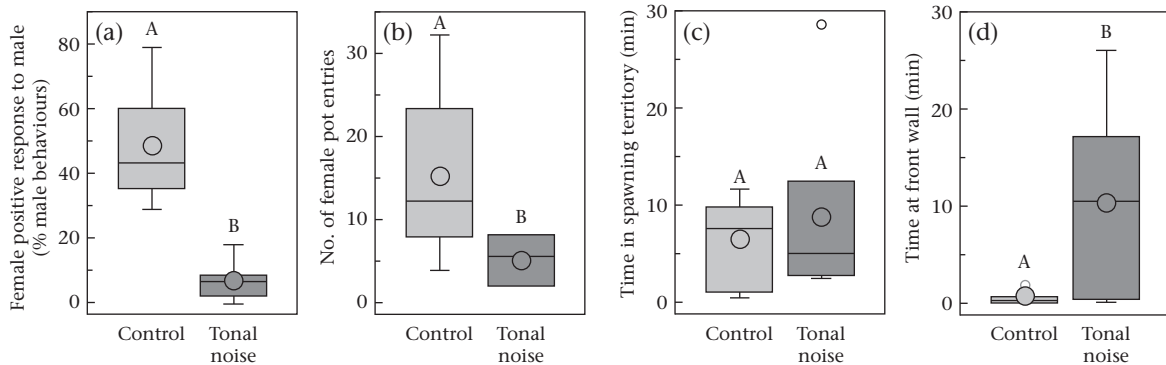 (a)
Female positive response to male
(% male behaviours)
80
60
40
20
0
A
B
Control
Tonal
noise
(b)
No. of female pot entries
30
20
10
0
A
B
Control
Tonal
noise
(c)
Time in spawning territory (min)
30
20
10
0
A
A
Control
Tonal
noise
(d)
Time at front wall (min)
30
20
10
0
A
B
Control
Tonal
noise